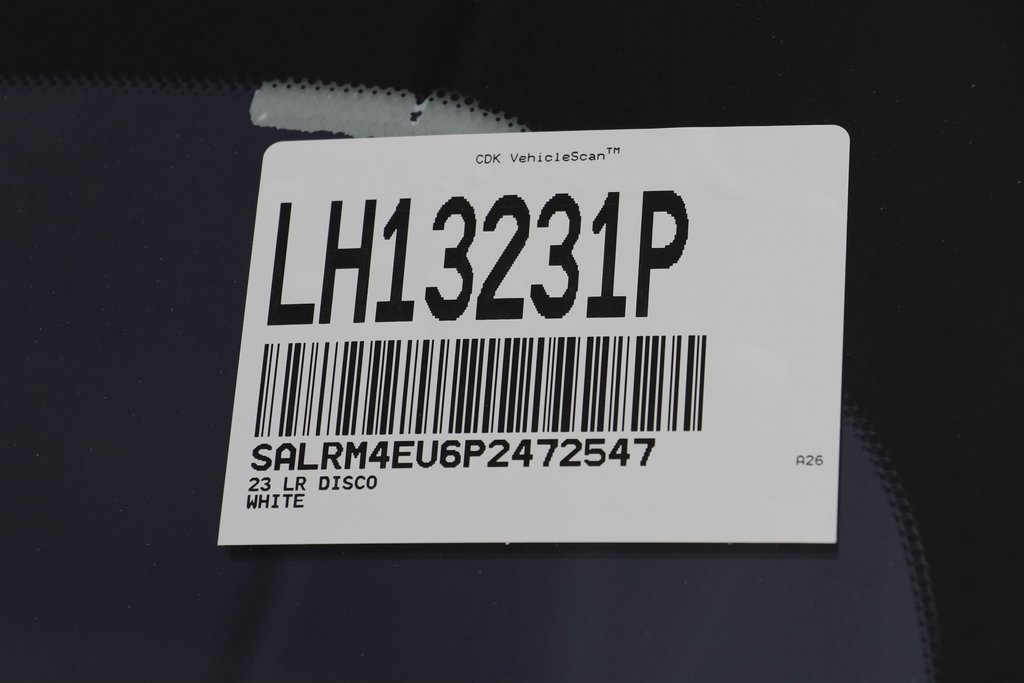 CDK VehicleScan™
LH13231P
SALRM4EU6P2472547
A26
23 LR DISCO
WHITE